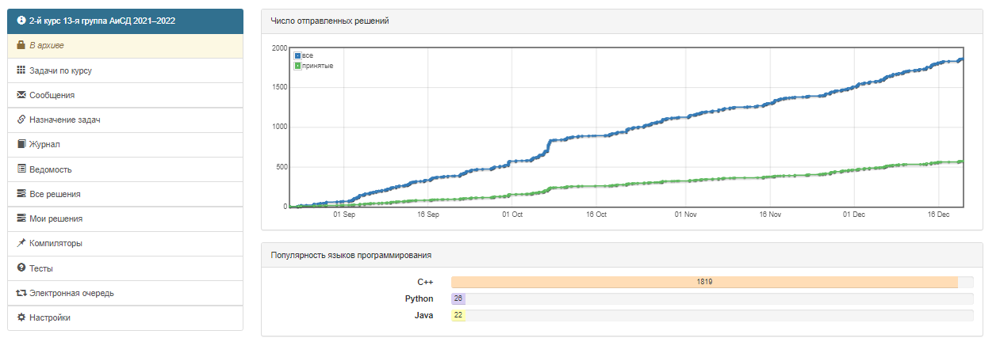 2-й курс 13-я группа АиСД 2021–2022
В архиве
Задачи по курсу
Сообщения
Назначение задач
Журнал
Ведомость
Все решения
Мои решения
Компиляторы
Тесты
Электронная очередь
Настройки
Число отправленных решений
2000
1500
1000
500
0
все
принятые
01 Sep 16 Sep 01 Oct 16 Oct 01 Nov 16 Nov 01 Dec 16 Dec
Популярность языков программирования
C++ 1819
Python 26
Java 22